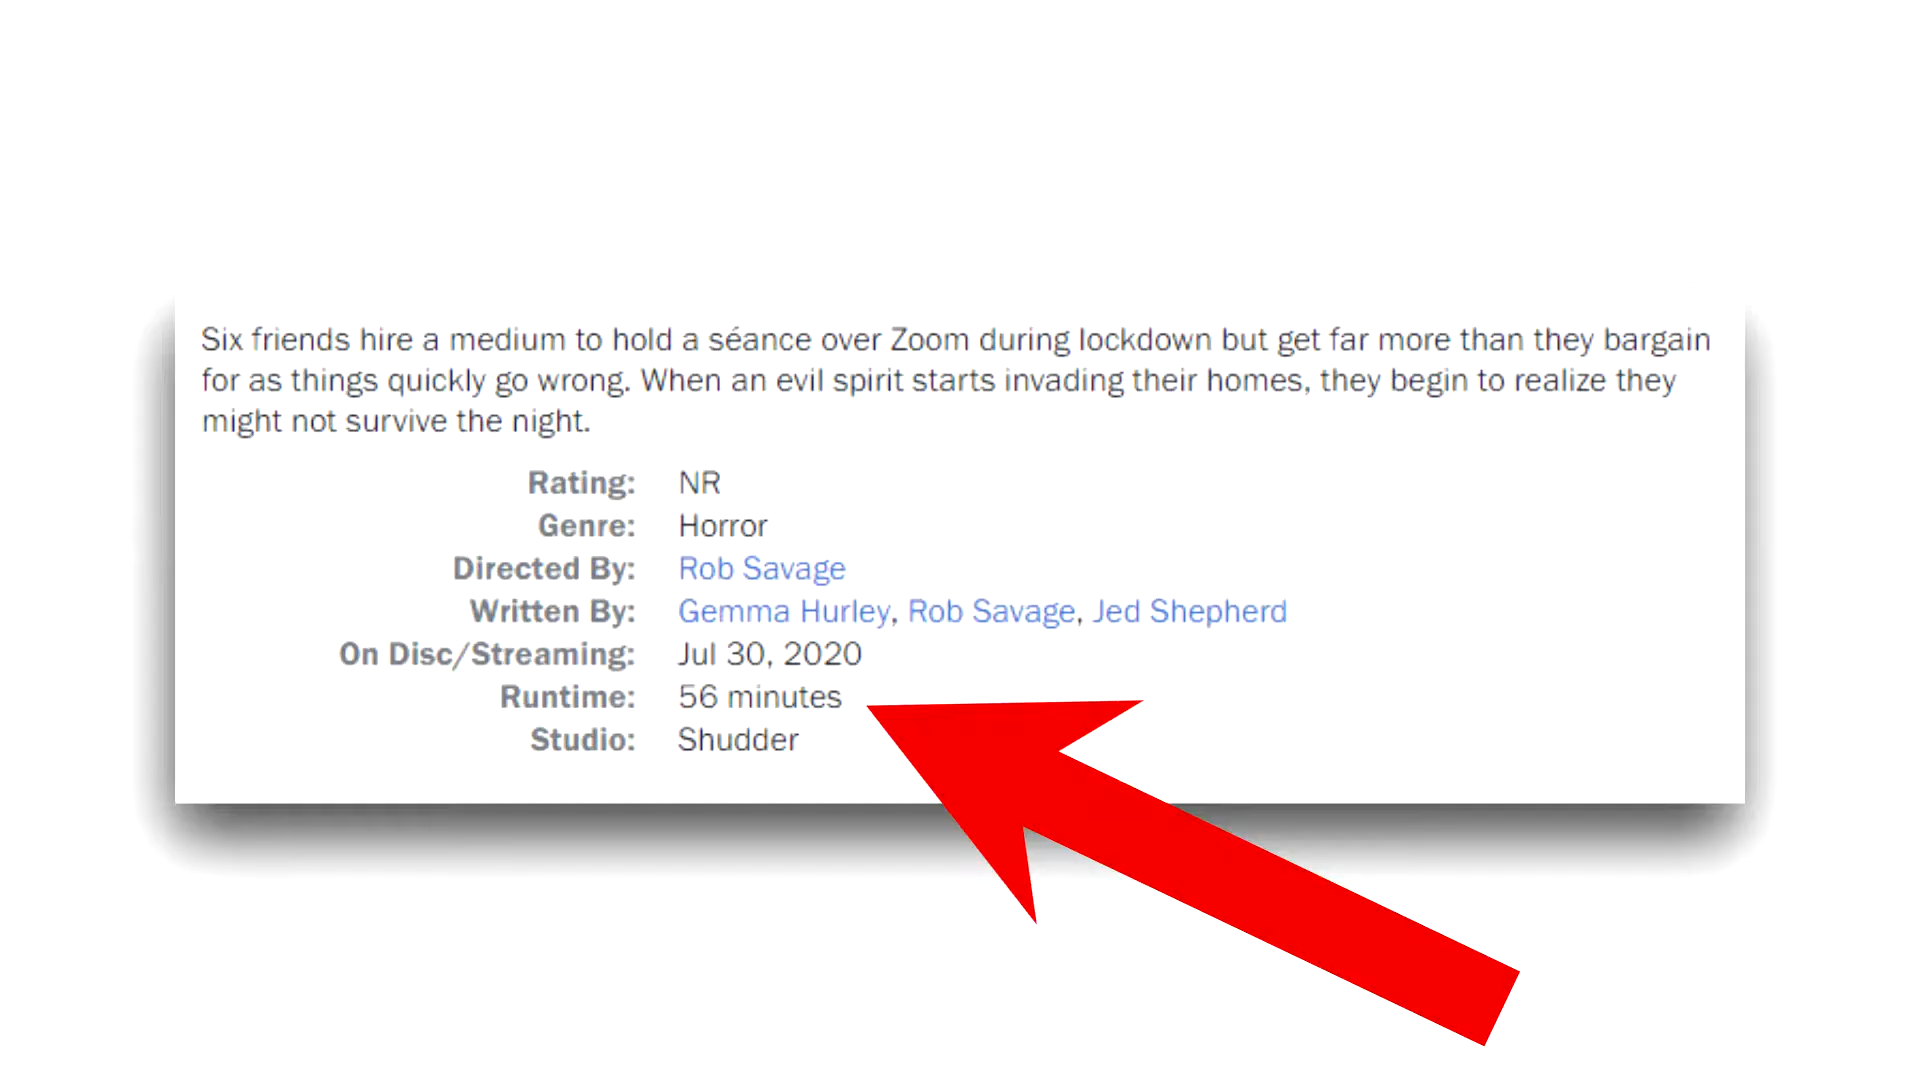 Six friends hire a medium to hold a séance over Zoom during lockdown but get far more than they bargain
for as things quickly go wrong. When an evil spirit starts invading their homes, they begin to realize they
might not survive the night.
Rating: NR
Genre: Horror
Directed By: Rob Savage
Written By: Gemma Hurley, Rob Savage, Jed Shepherd
On Disc/Streaming: Jul 30, 2020
Runtime: 56 minutes
Studio: Shudder